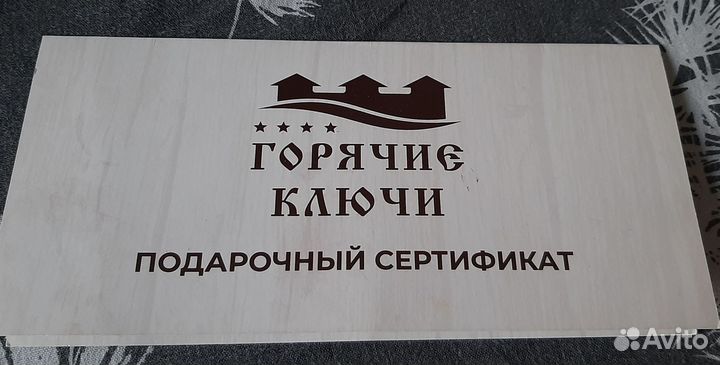 ГОРЯЧИЕ
КЛЮЧИ
ПОДАРОЧНЫЙ СЕРТИФИКАТ
Avito